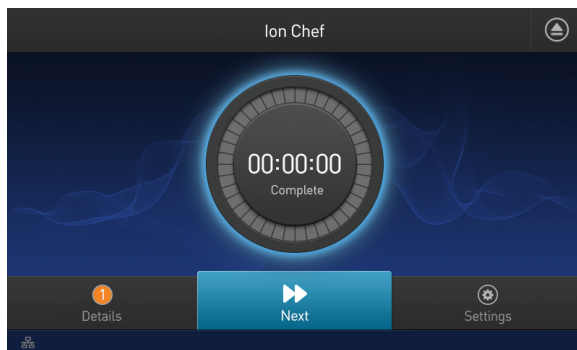 Ion Chef
00:00:00
Complete
1
Details
Next
Settings